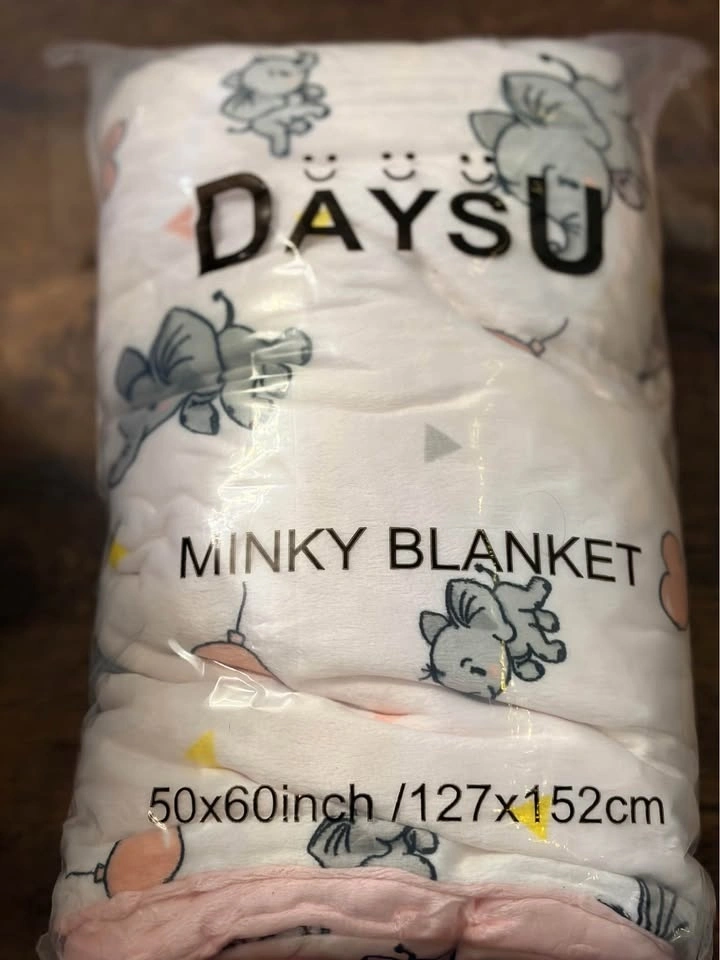 DAYSU
MINKY BLANKET
50x60inch /127x152cm